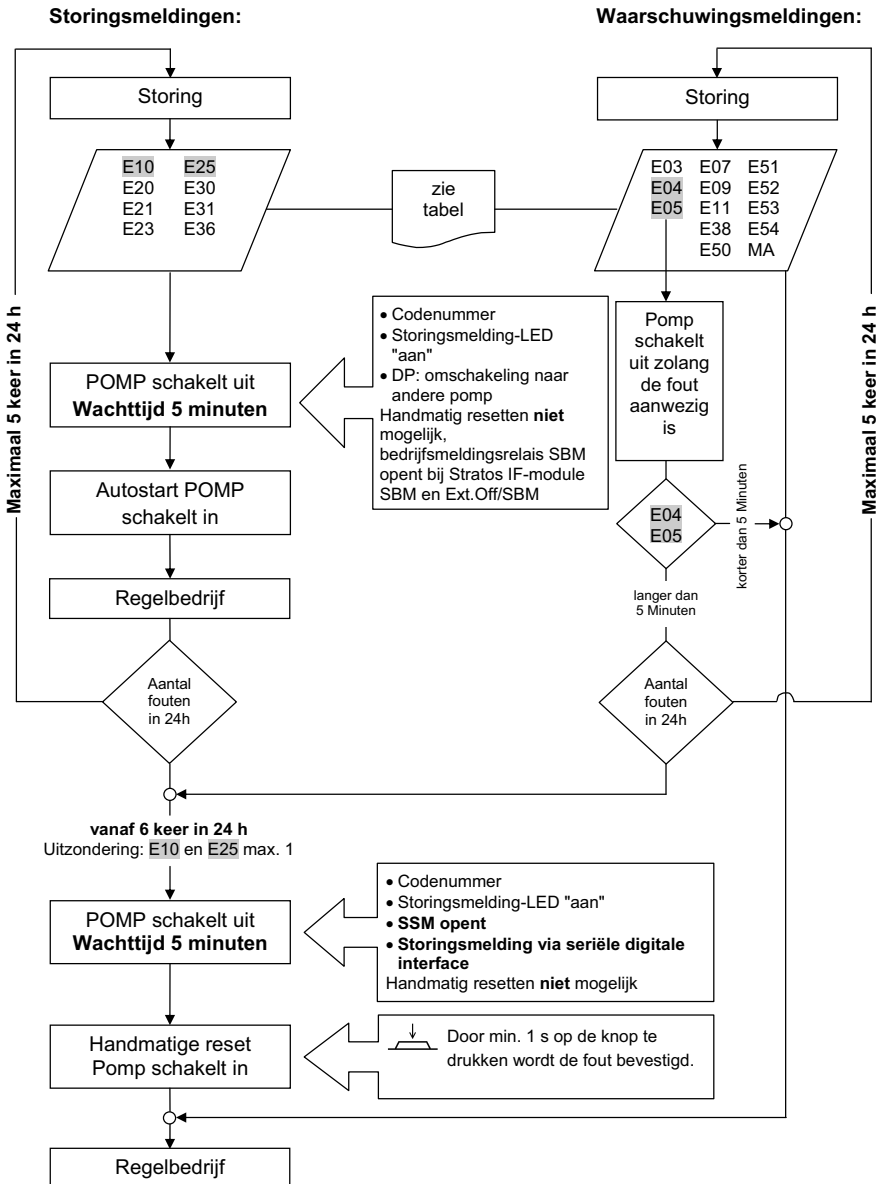 Storingsmeldingen:
Waarschuwingsmeldingen:
Storing
E10 E25
E20 E30
E21 E31
E23 E36
zie
tabel
Storing
E03 E07 E51
E04 E09 E52
E05 E11 E53
E38 E54
E50 MA
Maximaal 5 keer in 24 h
POMP schakelt uit
Wachttijd 5 minuten
• Codenummer
• Storingsmelding-LED
"aan"
• DP: omschakeling naar
andere pomp
Handmatig resetten niet
mogelijk,
bedrijfsmeldingsrelais SBM
opent bij Stratos IF-module
SBM en Ext.Off/SBM
Pomp
schakelt
uit zolang
de fout
aanwezig
is
Maximaal 5 keer in 24 h
Autostart POMP
schakelt in
E04
E05
korter dan 5 Minuten
langer dan
5 Minuten
Regelbedrijf
Aantal
fouten
in 24h
Aantal
fouten
in 24h
vanaf 6 keer in 24 h
Uitzondering: E10 en E25 max. 1
POMP schakelt uit
Wachttijd 5 minuten
• Codenummer
• Storingsmelding-LED "aan"
• SSM opent
• Storingsmelding via seriële digitale
interface
Handmatig resetten niet mogelijk
Handmatige reset
Pomp schakelt in
Door min. 1 s op de knop te
drukken wordt de fout bevestigd.
Regelbedrijf